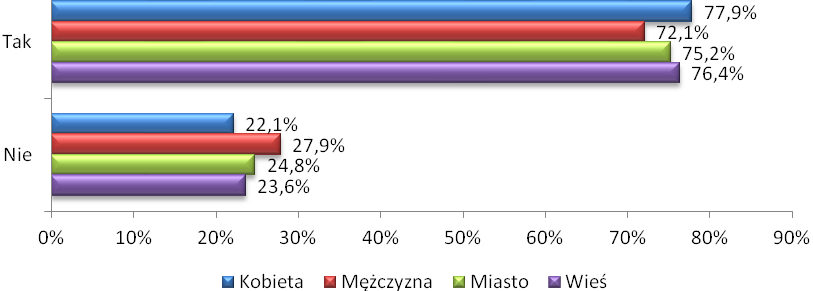 Tak
77,9%
72,1%
75,2%
76,4%
Nie
22,1%
27,9%
24,8%
23,6%
0% 10% 20% 30% 40% 50% 60% 70% 80% 90%
Kobieta Mężczyzna Miasto Wieś